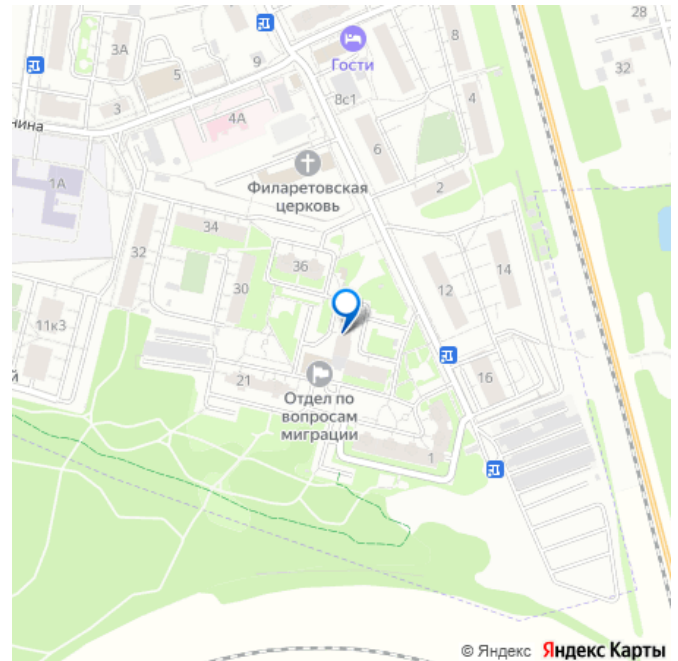 28
8
3А
Гости
5
9
32
3
8с1
4
4А
нина
6
1А
Филаретовская
церковь
2
34
32
36
14
30
12
11к3
й
16
21
Отдел по
вопросам
миграции
1
© Яндекс Яндекс Карты